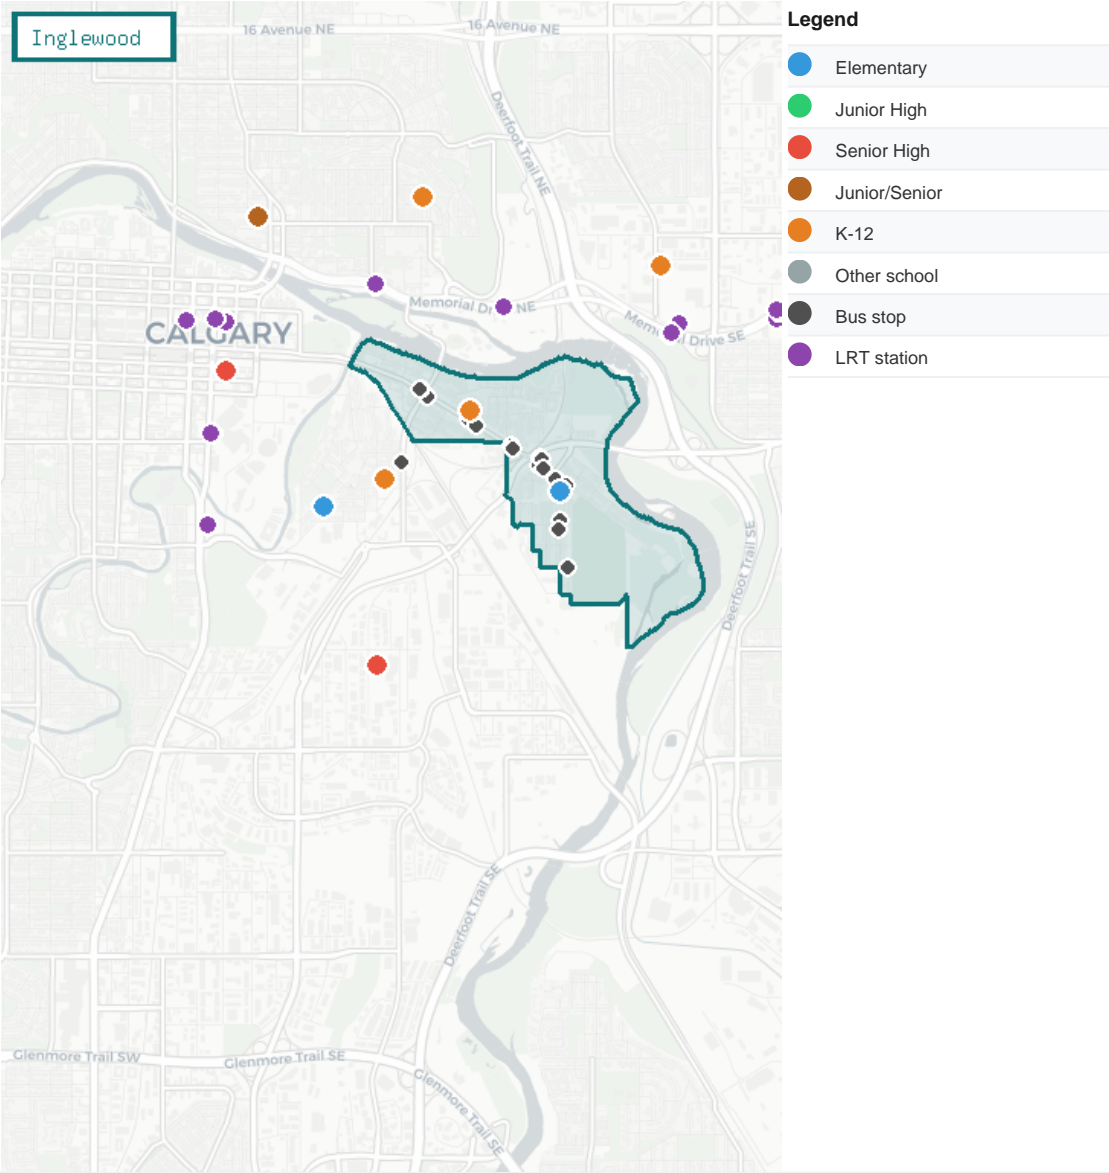 Inglewood
16 Avenue NE
16 Avenue NE
Deerfoot Trail NE
Memorial Drive NE
CALGARY
Deerfoot Trail SE
Deerfoot Trail SE
Glenmore Trail SW
Glenmore Trail SE
Glenmore Trail SE
Legend
Elementary
Junior High
Senior High
Junior/Senior
K-12
Other school
Bus stop
LRT station